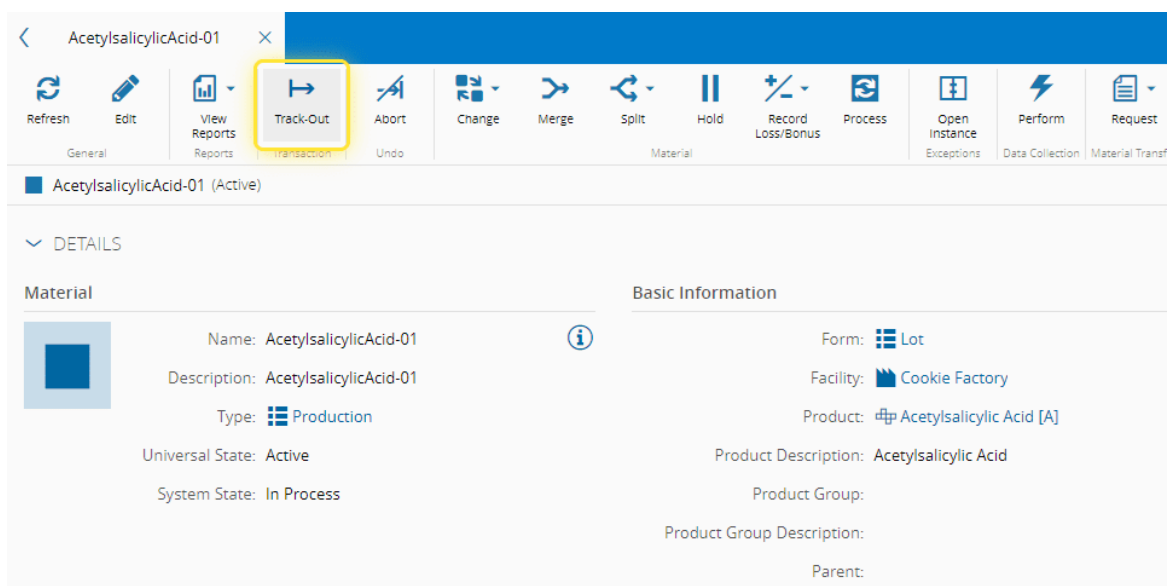 AcetylsalicylicAcid-01
Refresh Edit View Reports Track-Out Abort Change Merge Split Hold Record Loss/Bonus Process Open Instance Perform Request
General Reports Transaction Undo Material Exceptions Data Collection Material Transf
AcetylsalicylicAcid-01 (Active)
DETAILS
Material
Name: AcetylsalicylicAcid-01
Description: AcetylsalicylicAcid-01
Type: Production
Universal State: Active
System State: In Process
Basic Information
Form: Lot
Facility: Cookie Factory
Product: Acetylsalicylic Acid [A]
Product Description: Acetylsalicylic Acid
Product Group:
Product Group Description:
Parent: